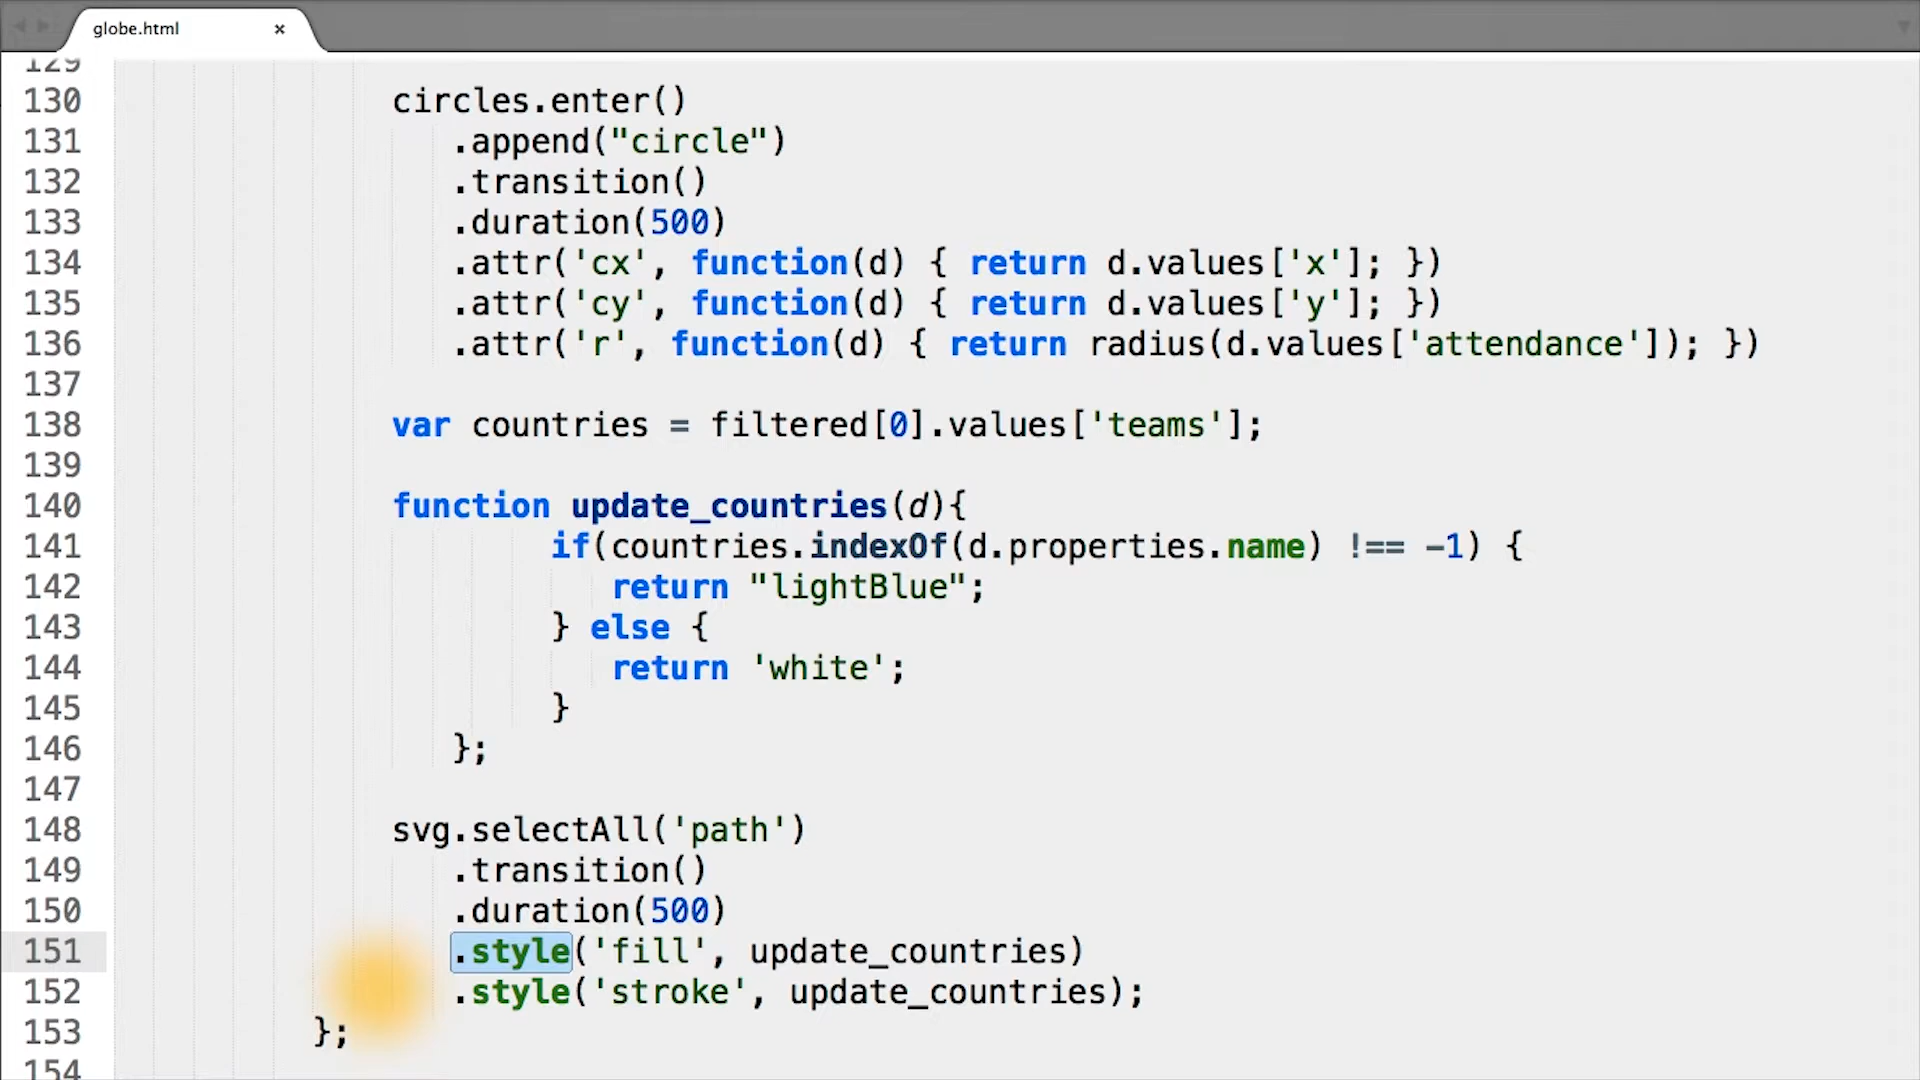 globe.html ×
129
130 circles.enter()
131 .append("circle")
132 .transition()
133 .duration(500)
134 .attr('cx', function(d) { return d.values['x']; })
135 .attr('cy', function(d) { return d.values['y']; })
136 .attr('r', function(d) { return radius(d.values['attendance']); })
137
138 var countries = filtered[0].values['teams'];
139
140 function update_countries(d){
141 if(countries.indexOf(d.properties.name) !== -1) {
142 return "lightBlue";
143 } else {
144 return 'white';
145 }
146 };
147
148 svg.selectAll('path')
149 .transition()
150 .duration(500)
151 .style('fill', update_countries)
152 .style('stroke', update_countries);
153 };
154